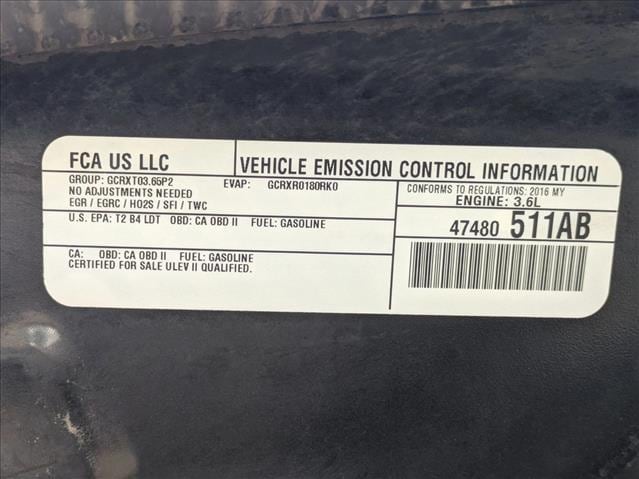 FCA US LLC
VEHICLE EMISSION CONTROL INFORMATION
GROUP: GCRXT03.65P2
EVAP: GCRXR0180RK0
NO ADJUSTMENTS NEEDED
EGR / EGRC / HO2S / SFI / TWC
CONFORMS TO REGULATIONS: 2016 MY
ENGINE: 3.6L
U.S. EPA: T2 B4 LDT OBD: CA OBD II FUEL: GASOLINE
47480 511AB
CA: OBD: CA OBD II FUEL: GASOLINE
CERTIFIED FOR SALE ULEV II QUALIFIED.